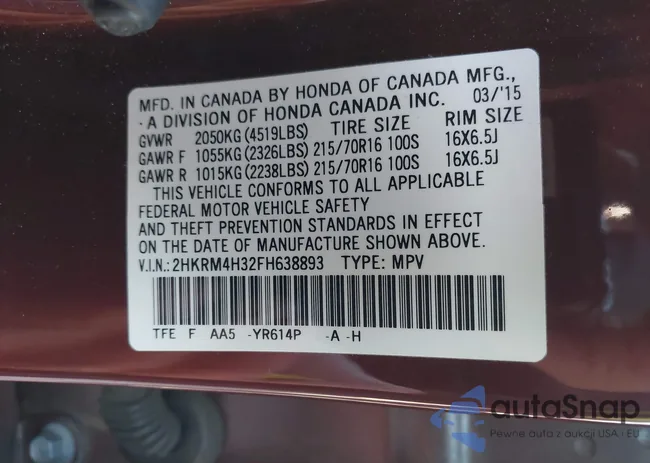 MFD. IN CANADA BY HONDA OF CANADA MFG.,
- A DIVISION OF HONDA CANADA INC. 03/'15
GVWR 2050KG (4519LBS) TIRE SIZE RIM SIZE
GAWR F 1055KG (2326LBS) 215/70R16 100S 16X6.5J
GAWR R 1015KG (2238LBS) 215/70R16 100S 16X6.5J
THIS VEHICLE CONFORMS TO ALL APPLICABLE
FEDERAL MOTOR VEHICLE SAFETY
AND THEFT PREVENTION STANDARDS IN EFFECT
ON THE DATE OF MANUFACTURE SHOWN ABOVE.
V.I.N.: 2HKRM4H32FH638893 TYPE: MPV
TFE F AA5 -YR614P -A -H
autoSnap
Pewne auta z aukcji USA i EU